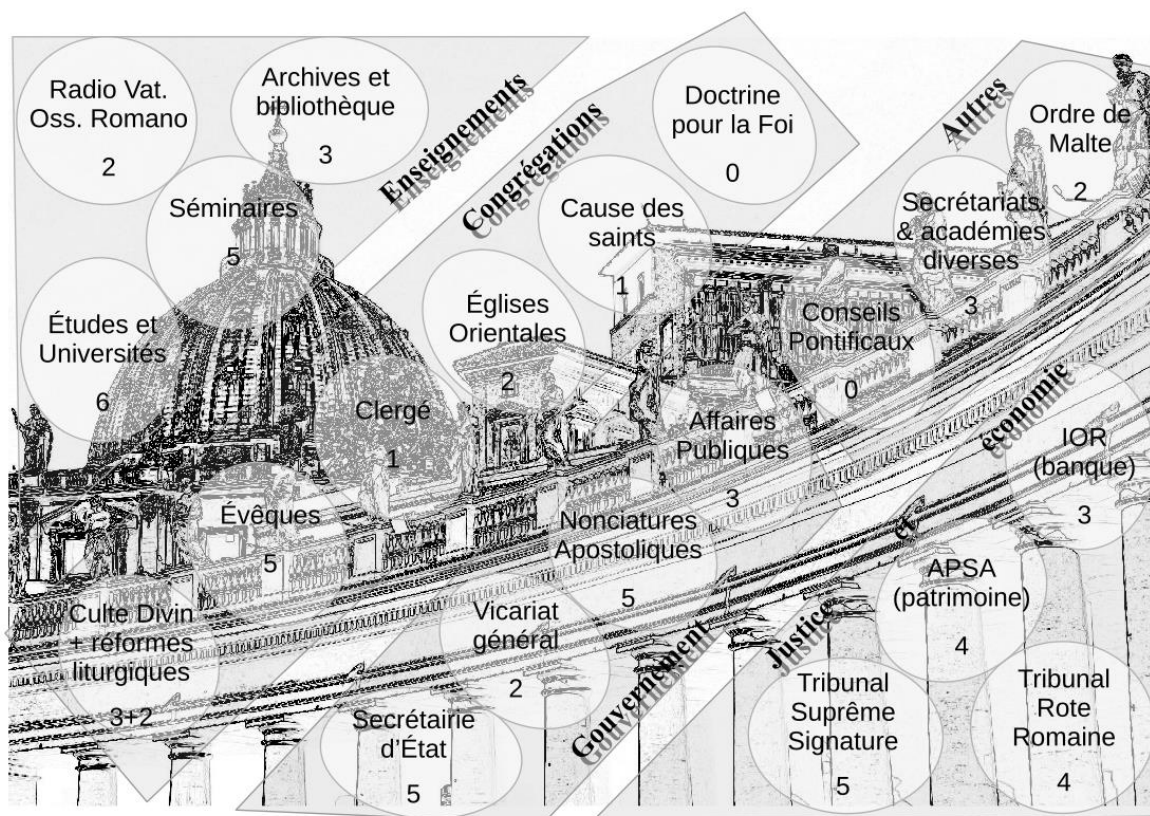 Radio Vat.
Oss. Romano
2
Archives et
bibliothèque
3
Séminaires
5
Études et
Universités
6
Enseignements
Congrégations
Doctrine
pour la Foi
0
Cause des
saints
1
Églises
Orientales
2
Clergé
1
Évêques
5
Culte Divin
+ réformes
liturgiques
3+2
Autres
Ordre de
Malte
2
Secrétariats
& académies
diverses
3
Conseils
Pontificaux
0
Affaires
Publiques
3
Nonciatures
Apostoliques
5
Vicariat
général
2
Secrétairie
d'État
5
Gouvernement
Justice et économie
IOR
(banque)
3
APSA
(patrimoine)
4
Tribunal
Suprême
Signature
5
Tribunal
Rote
Romaine
4